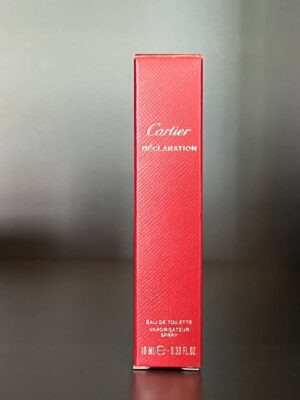 Cartier
DÉCLARATION
EAU DE TOILETTE
VAPORISATEUR
SPRAY
10 ML ℮ - 0.33 FL.OZ.